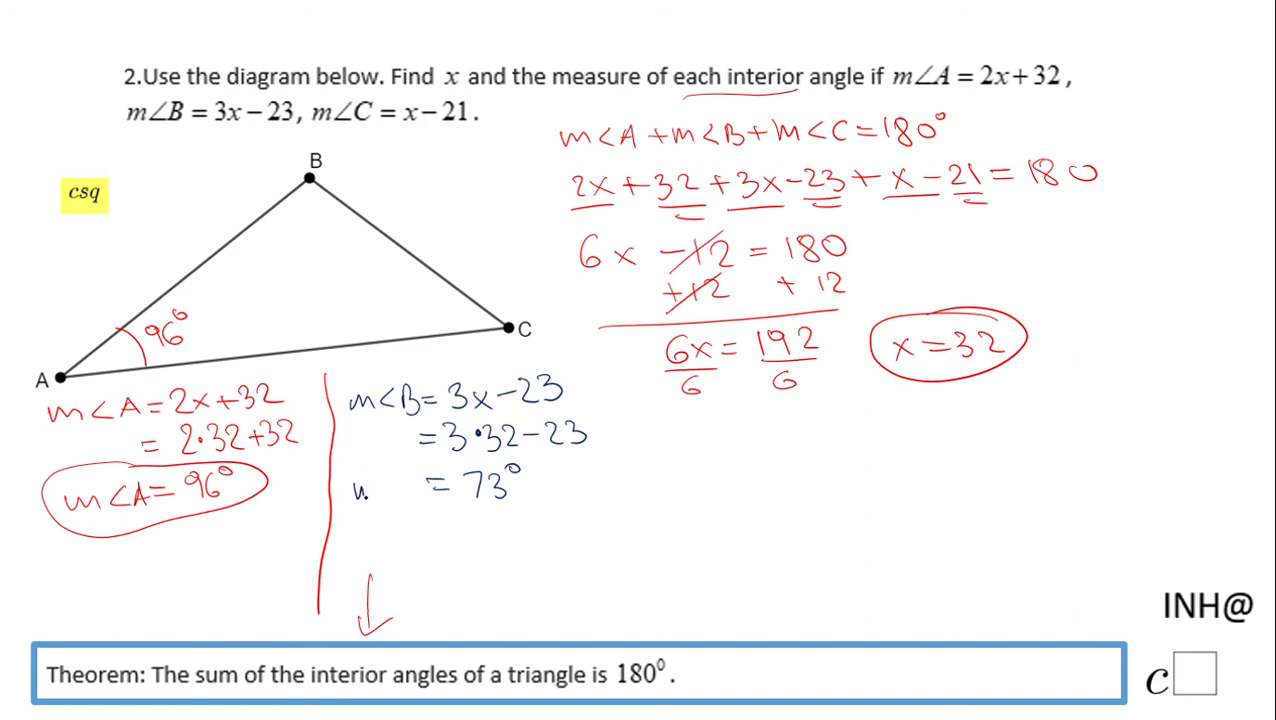 2.Use the diagram below. Find x and the measure of each interior angle if m∠A = 2x+32,
m∠B = 3x−23, m∠C = x−21.
m<A+m<B+m<C=180°
B
csq
2x+32+3x-23+x-21=180
6x -12 = 180
+12 + 12
96°
C
6x = 192
6 6
x=32
A
m<A=2x+32
= 2·32+32
m<A=96°
m<B= 3x-23
=3·32-23
= 73°
INH@
Theorem: The sum of the interior angles of a triangle is 180⁰.
c